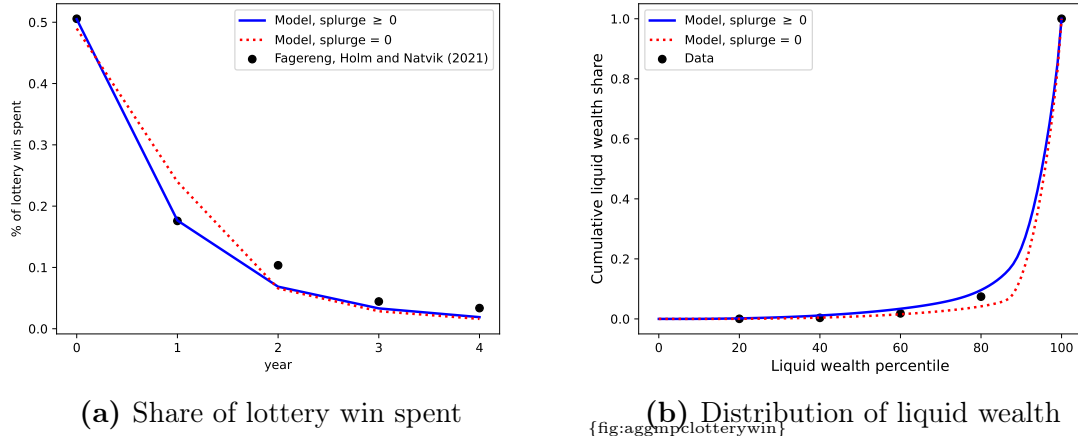 0.5
0.4
0.3
0.2
0.1
0.0
% of lottery win spent
0
1
2
3
4
year
Model, splurge ≥ 0
Model, splurge = 0
Fagereng, Holm and Natvik (2021)
(a) Share of lottery win spent
1.0
0.8
0.6
0.4
0.2
0.0
Cumulative liquid wealth share
0
20
40
60
80
100
Liquid wealth percentile
Model, splurge ≥ 0
Model, splurge = 0
Data
(b) Distribution of liquid wealth
{fig:aggmpclotterywin}